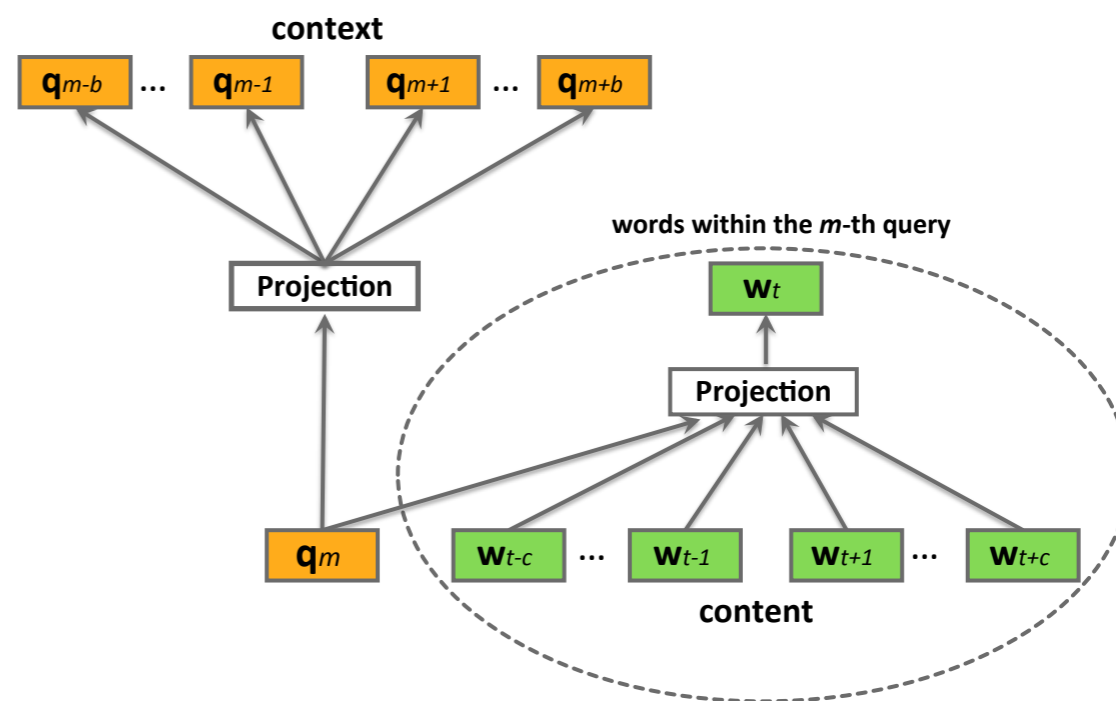 context
qm-b ... qm-1 qm+1 ... qm+b
words within the m-th query
wt
Projection
Projection
qm
wt-c ... wt-1 wt+1 ... wt+c
content